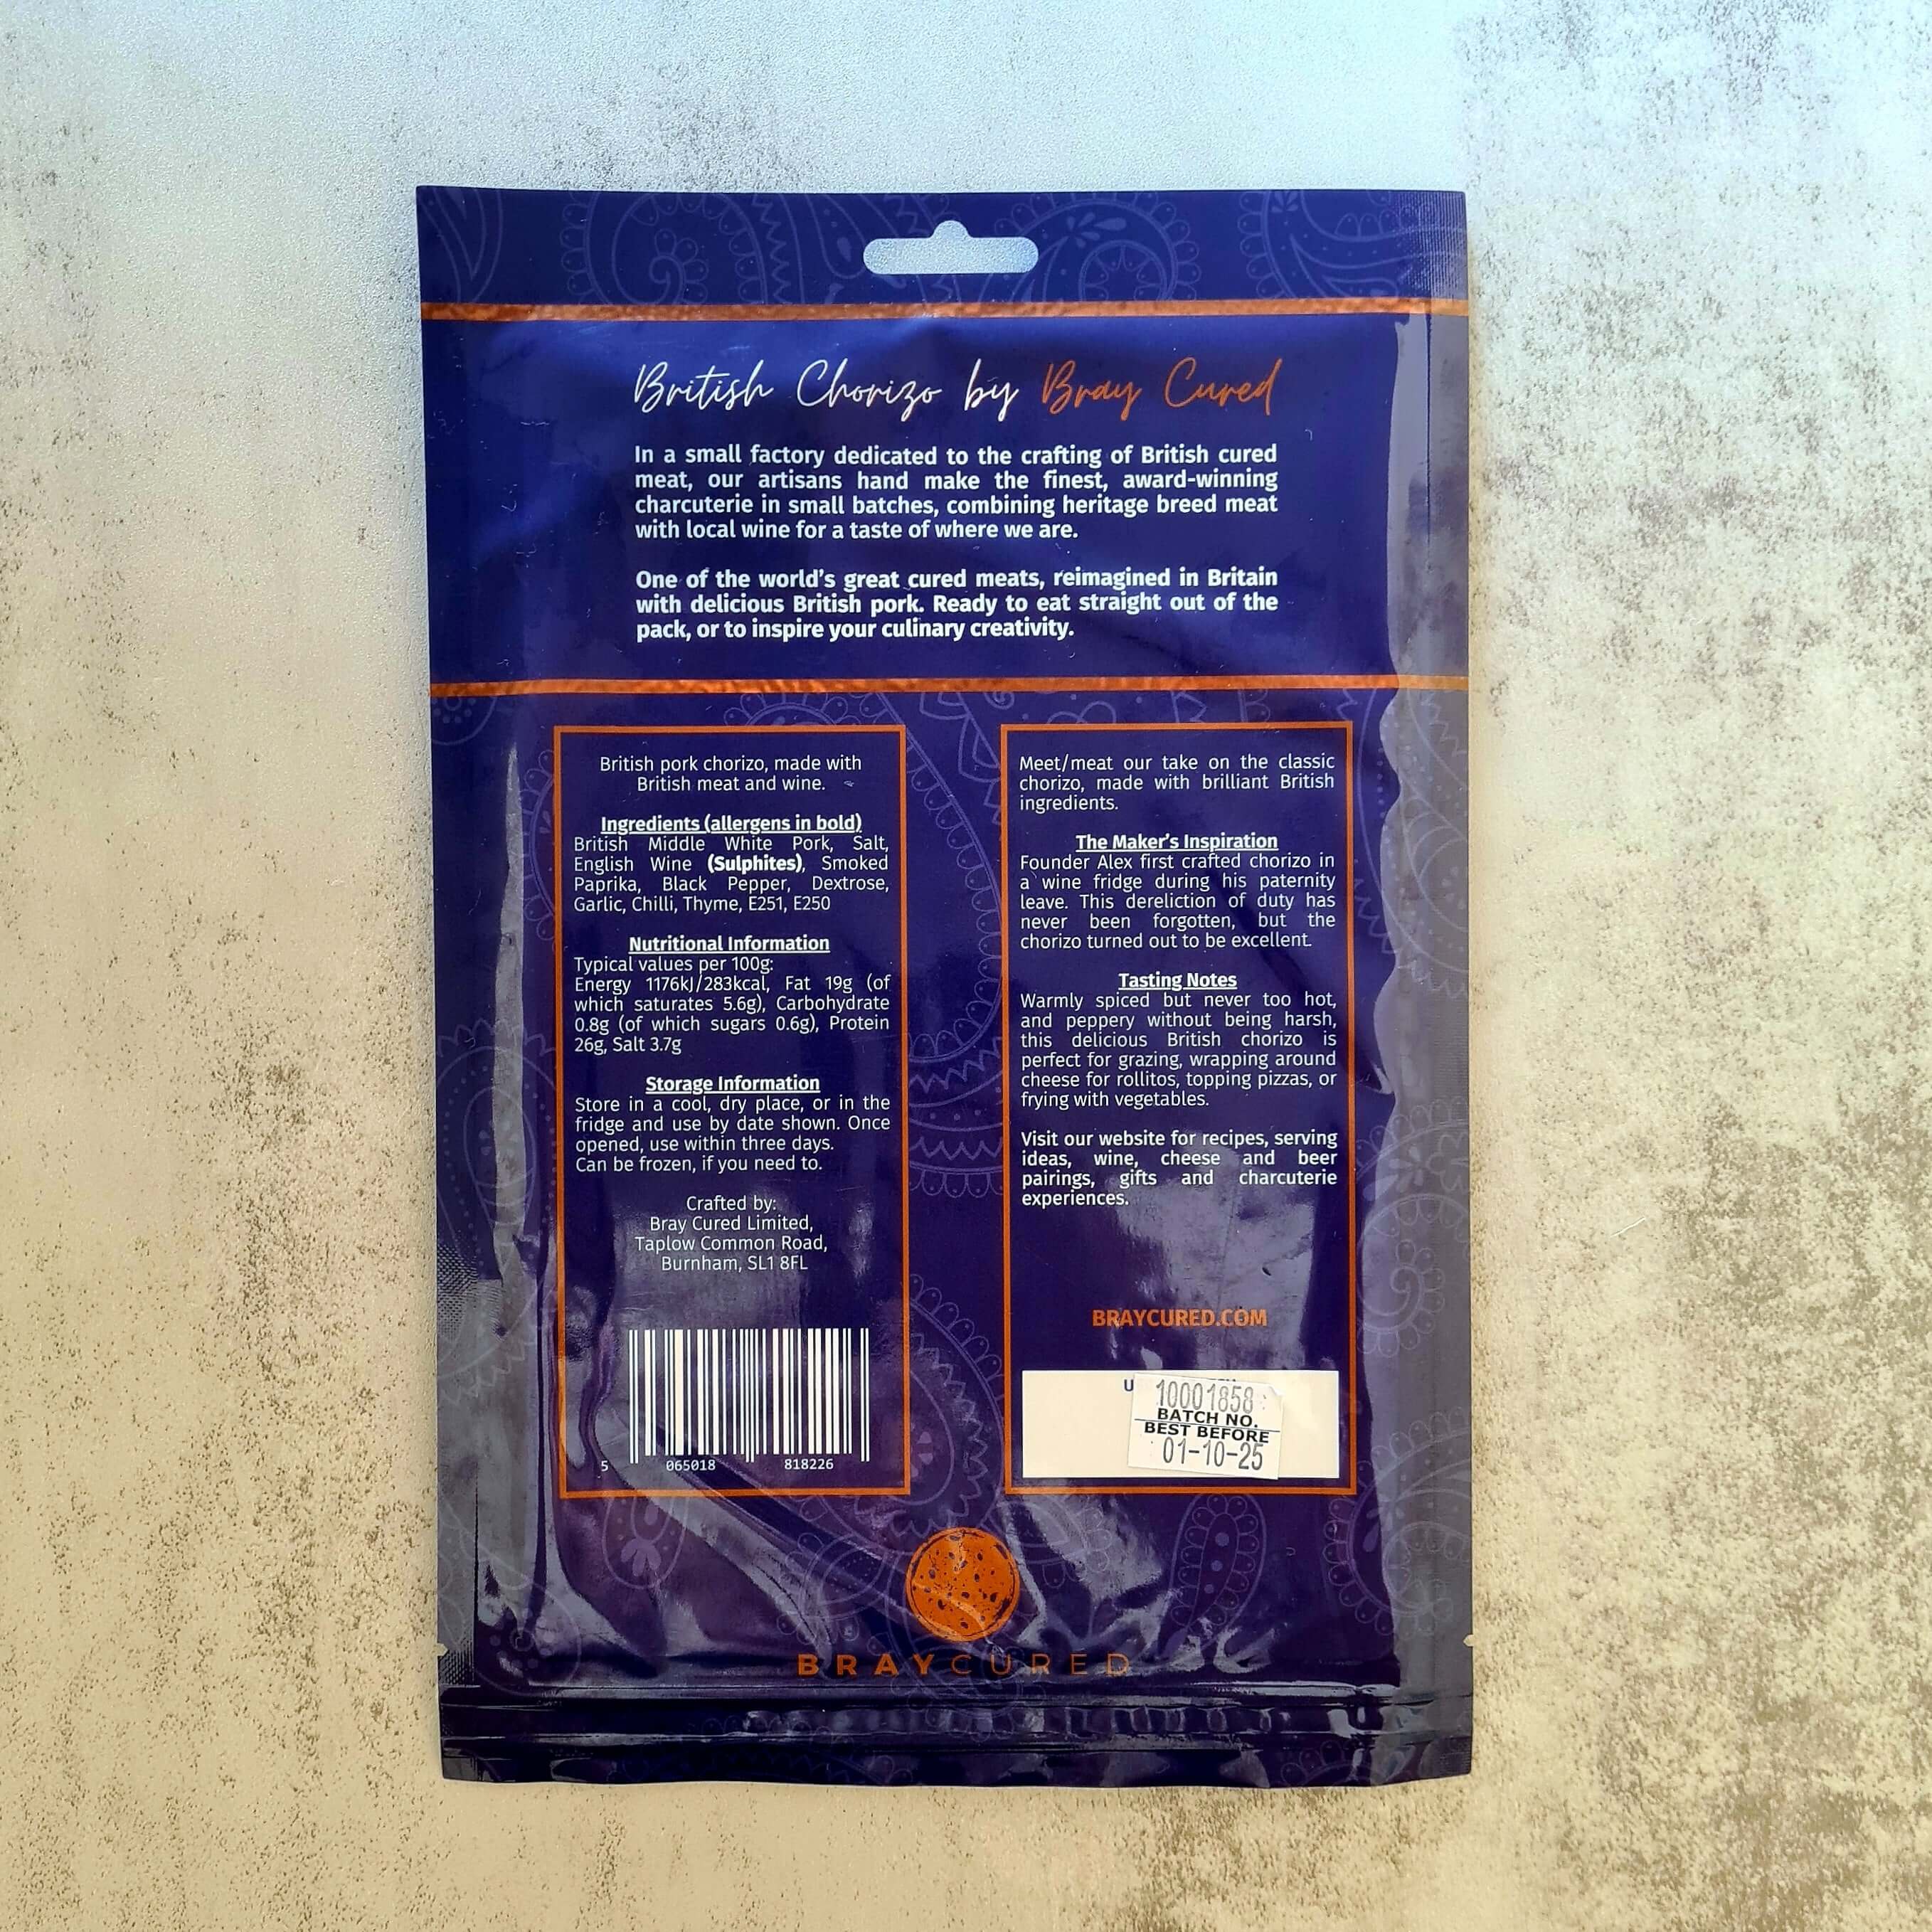 British Chorizo by Bray Cured
In a small factory dedicated to the crafting of British cured
meat, our artisans hand make the finest, award-winning
charcuterie in small batches, combining heritage breed meat
with local wine for a taste of where we are.
One of the world's great cured meats, reimagined in Britain
with delicious British pork. Ready to eat straight out of the
pack, or to inspire your culinary creativity.
British pork chorizo, made with
British meat and wine.
Ingredients (allergens in bold)
British Middle White Pork, Salt,
English Wine (Sulphites), Smoked
Paprika, Black Pepper, Dextrose,
Garlic, Chilli, Thyme, E251, E250
Nutritional Information
Typical values per 100g:
Energy 1176kJ/283kcal, Fat 19g (of
which saturates 5.6g), Carbohydrate
0.8g (of which sugars 0.6g), Protein
26g, Salt 3.7g
Storage Information
Store in a cool, dry place, or in the
fridge and use by date shown. Once
opened, use within three days.
Can be frozen, if you need to.
Crafted by:
Bray Cured Limited,
Taplow Common Road,
Burnham, SL1 8FL
5 065018 818226
Meet/meat our take on the classic
chorizo, made with brilliant British
ingredients.
The Maker's Inspiration
Founder Alex first crafted chorizo in
a wine fridge during his paternity
leave. This dereliction of duty has
never been forgotten, but the
chorizo turned out to be excellent.
Tasting Notes
Warmly spiced but never too hot,
and peppery without being harsh,
this delicious British chorizo is
perfect for grazing, wrapping around
cheese for rollitos, topping pizzas, or
frying with vegetables.
Visit our website for recipes, serving
ideas, wine, cheese and beer
pairings, gifts and charcuterie
experiences.
BRAYCURED.COM
10001858
BATCH NO.
BEST BEFORE
01-10-25
BRAYCURED